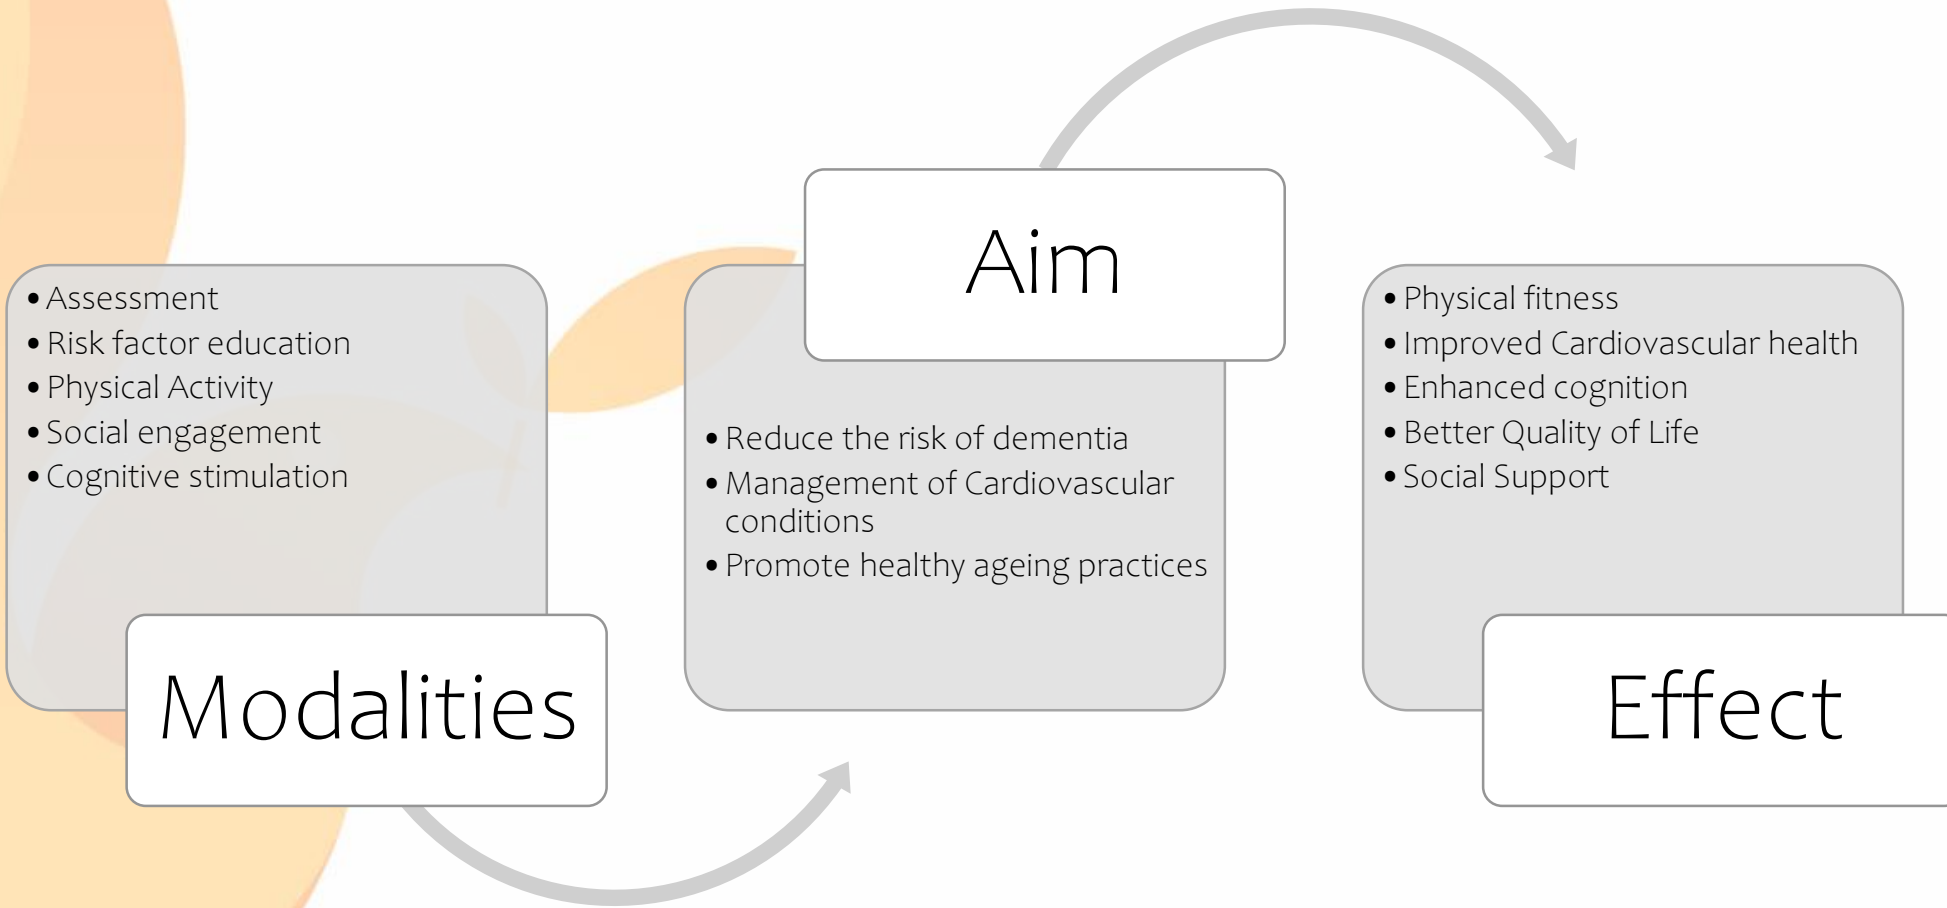 • Assessment
• Risk factor education
• Physical Activity
• Social engagement
• Cognitive stimulation
Modalities
Aim
• Reduce the risk of dementia
• Management of Cardiovascular
conditions
• Promote healthy ageing practices
• Physical fitness
• Improved Cardiovascular health
• Enhanced cognition
• Better Quality of Life
• Social Support
Effect